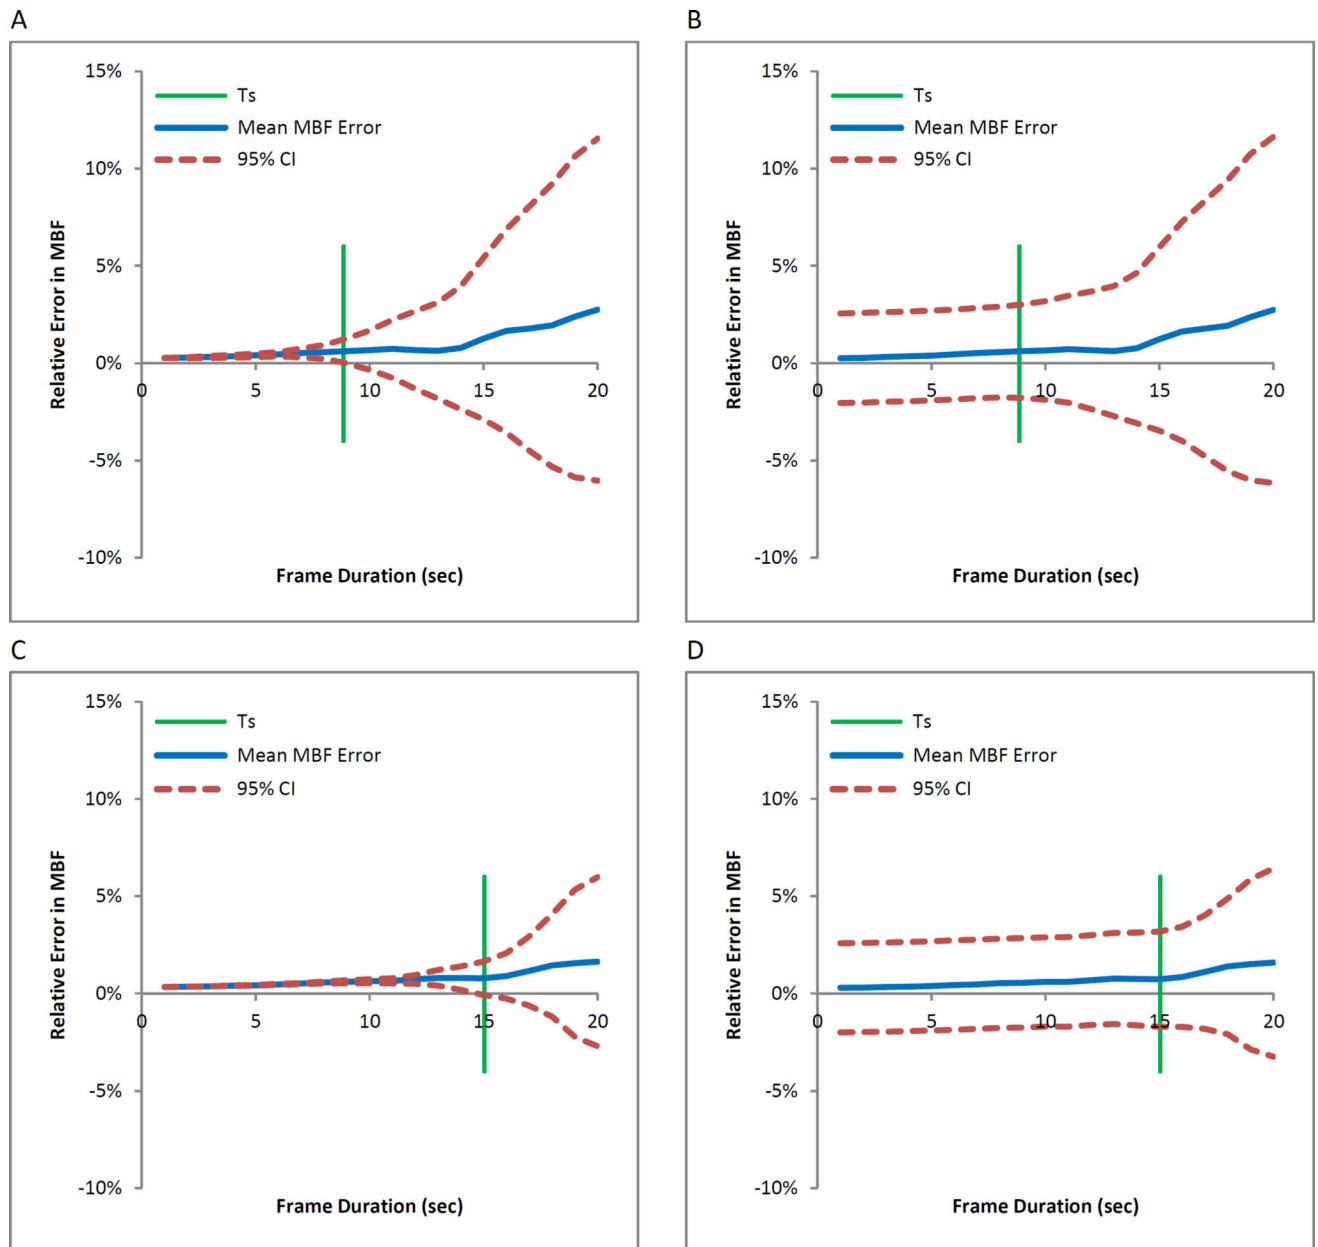 A
15%
10%
5%
0%
-5%
-10%
0 5 10 15 20
Ts
Mean MBF Error
95% CI
Relative Error in MBF
Frame Duration (sec)
B
15%
10%
5%
0%
-5%
-10%
0 5 10 15 20
Ts
Mean MBF Error
95% CI
Relative Error in MBF
Frame Duration (sec)
C
15%
10%
5%
0%
-5%
-10%
0 5 10 15 20
Ts
Mean MBF Error
95% CI
Relative Error in MBF
Frame Duration (sec)
D
15%
10%
5%
0%
-5%
-10%
0 5 10 15 20
Ts
Mean MBF Error
95% CI
Relative Error in MBF
Frame Duration (sec)